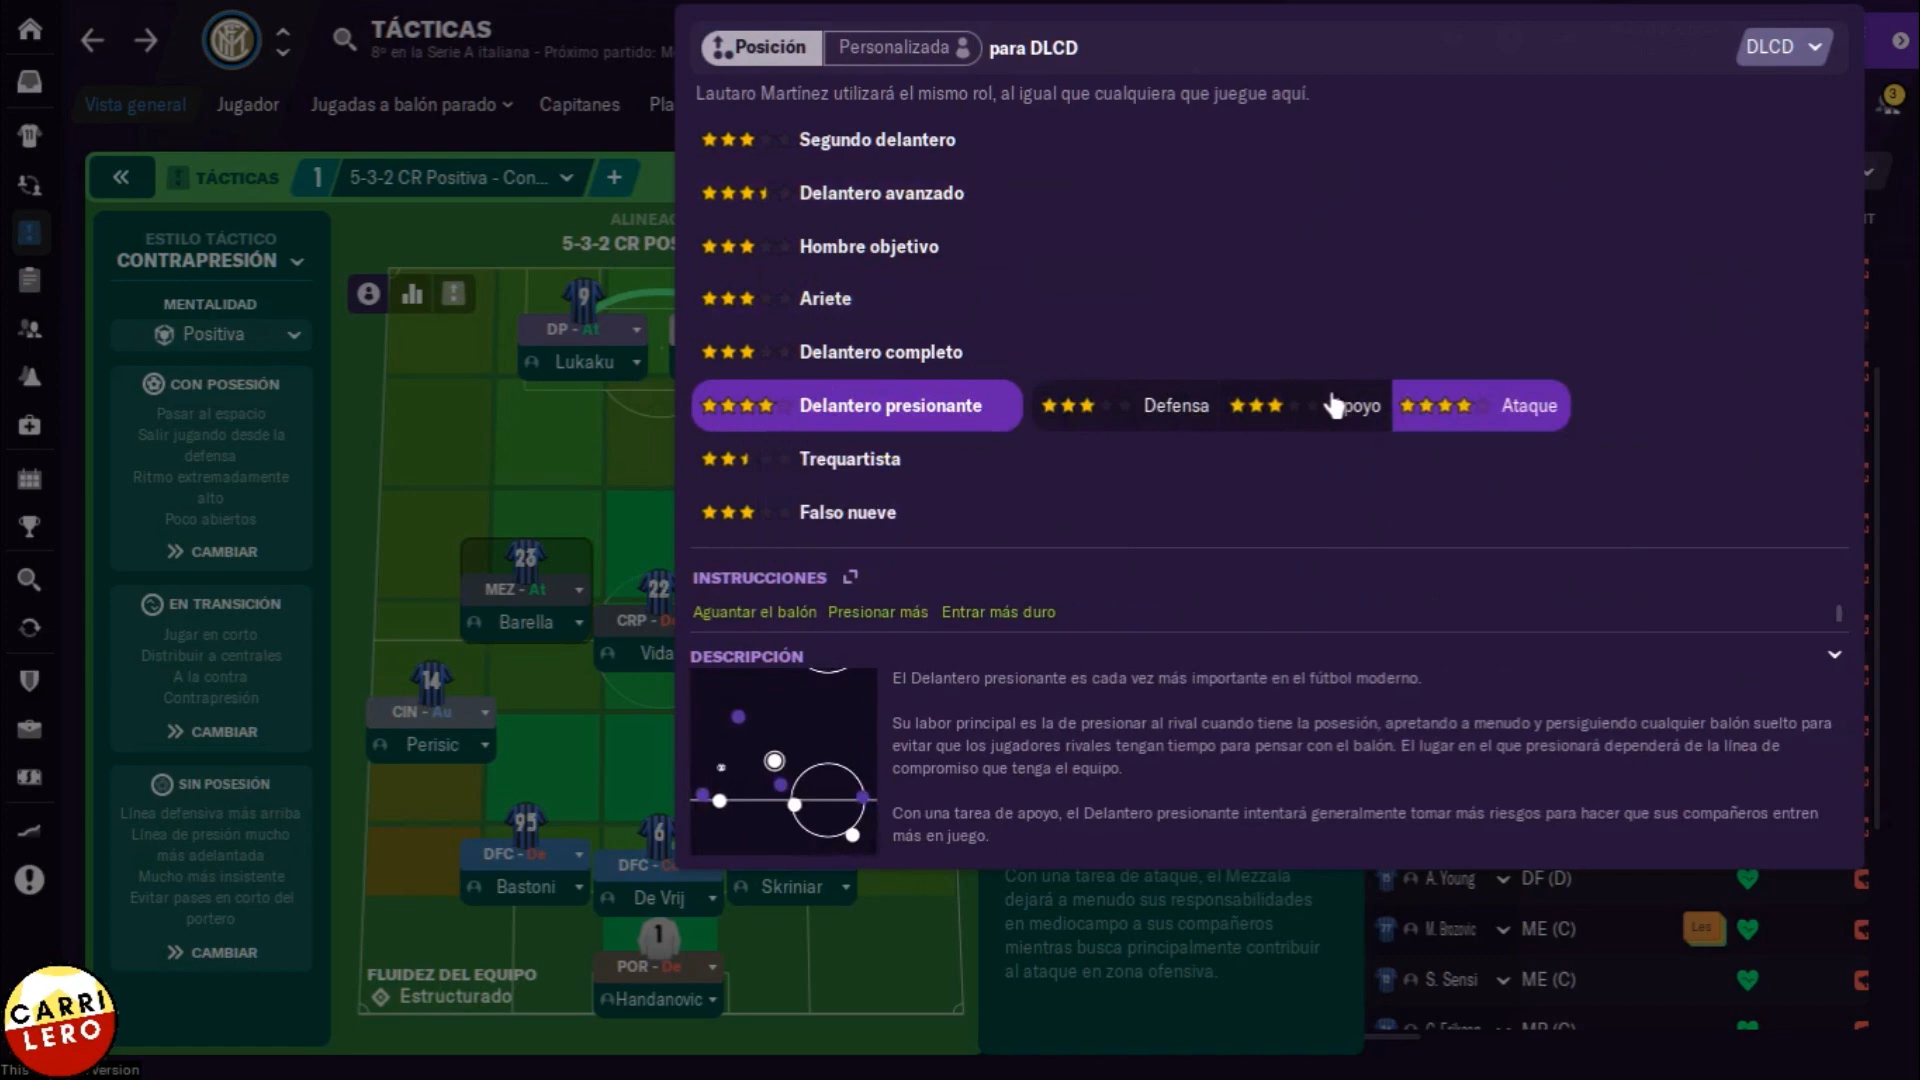 TÁCTICAS
8º en la Serie A italiana - Próximo partido:
Vista general
Jugador
Jugadas a balón parado
Capitanes
TÁCTICAS
1
5-3-2 CR Positiva - Con...
+
ESTILO TÁCTICO
CONTRAPRESIÓN
MENTALIDAD
Positiva
CON POSESIÓN
Pasar al espacio
Salir jugando desde la
defensa
Ritmo extremadamente
alto
Poco abiertos
CAMBIAR
EN TRANSICIÓN
Jugar en corto
Distribuir a centrales
A la contra
Contrapresión
CAMBIAR
SIN POSESIÓN
Línea defensiva más arriba
Línea de presión mucho
más adelantada
Mucho más insistente
Evitar pases en corto del
portero
CAMBIAR
5-3-2 CR
9
DP - At
Lukaku
23
MEZ - At
Barella
22
CRP -
14
CIN - Au
Perisic
95
DFC - De
Bastoni
6
DFC -
De Vrij
Skriniar
1
POR - De
Handanovic
FLUIDEZ DEL EQUIPO
Estructurado
Posición
Personalizada
para DLCD
DLCD
3
Lautaro Martínez utilizará el mismo rol, al igual que cualquiera que juegue aquí.
Segundo delantero
Delantero avanzado
Hombre objetivo
Ariete
Delantero completo
Delantero presionante
Defensa
Ataque
Trequartista
Falso nueve
INSTRUCCIONES
Aguantar el balón Presionar más Entrar más duro
DESCRIPCIÓN
El Delantero presionante es cada vez más importante en el fútbol moderno.
Su labor principal es la de presionar al rival cuando tiene la posesión, apretando a menudo y persiguiendo cualquier balón suelto para
evitar que los jugadores rivales tengan tiempo para pensar con el balón. El lugar en el que presionará dependerá de la línea de
compromiso que tenga el equipo.
Con una tarea de apoyo, el Delantero presionante intentará generalmente tomar más riesgos para hacer que sus compañeros entren
más en juego.
Con una tarea de ataque, el Mezzala
dejará a menudo sus responsabilidades
en mediocampo a sus compañeros
mientras busca principalmente contribuir
al ataque en zona ofensiva.
A. Young DF (D)
M. Brozovic ME (C) Les
S. Sensi ME (C)
CARRI
LERO
This version